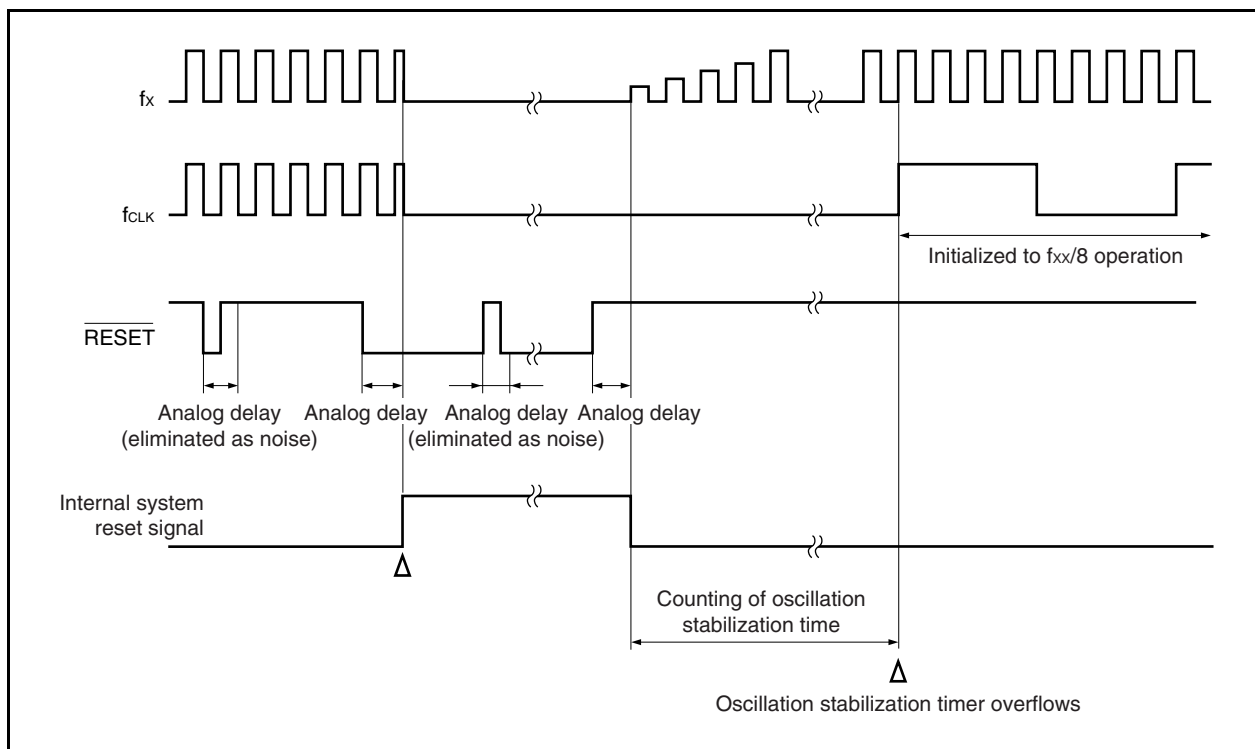 fX
fCLK
Initialized to fXX/8 operation
RESET
Analog delay
(eliminated as noise)
Analog delay
Analog delay
(eliminated as noise)
Analog delay
Internal system
reset signal
Counting of oscillation
stabilization time
Oscillation stabilization timer overflows